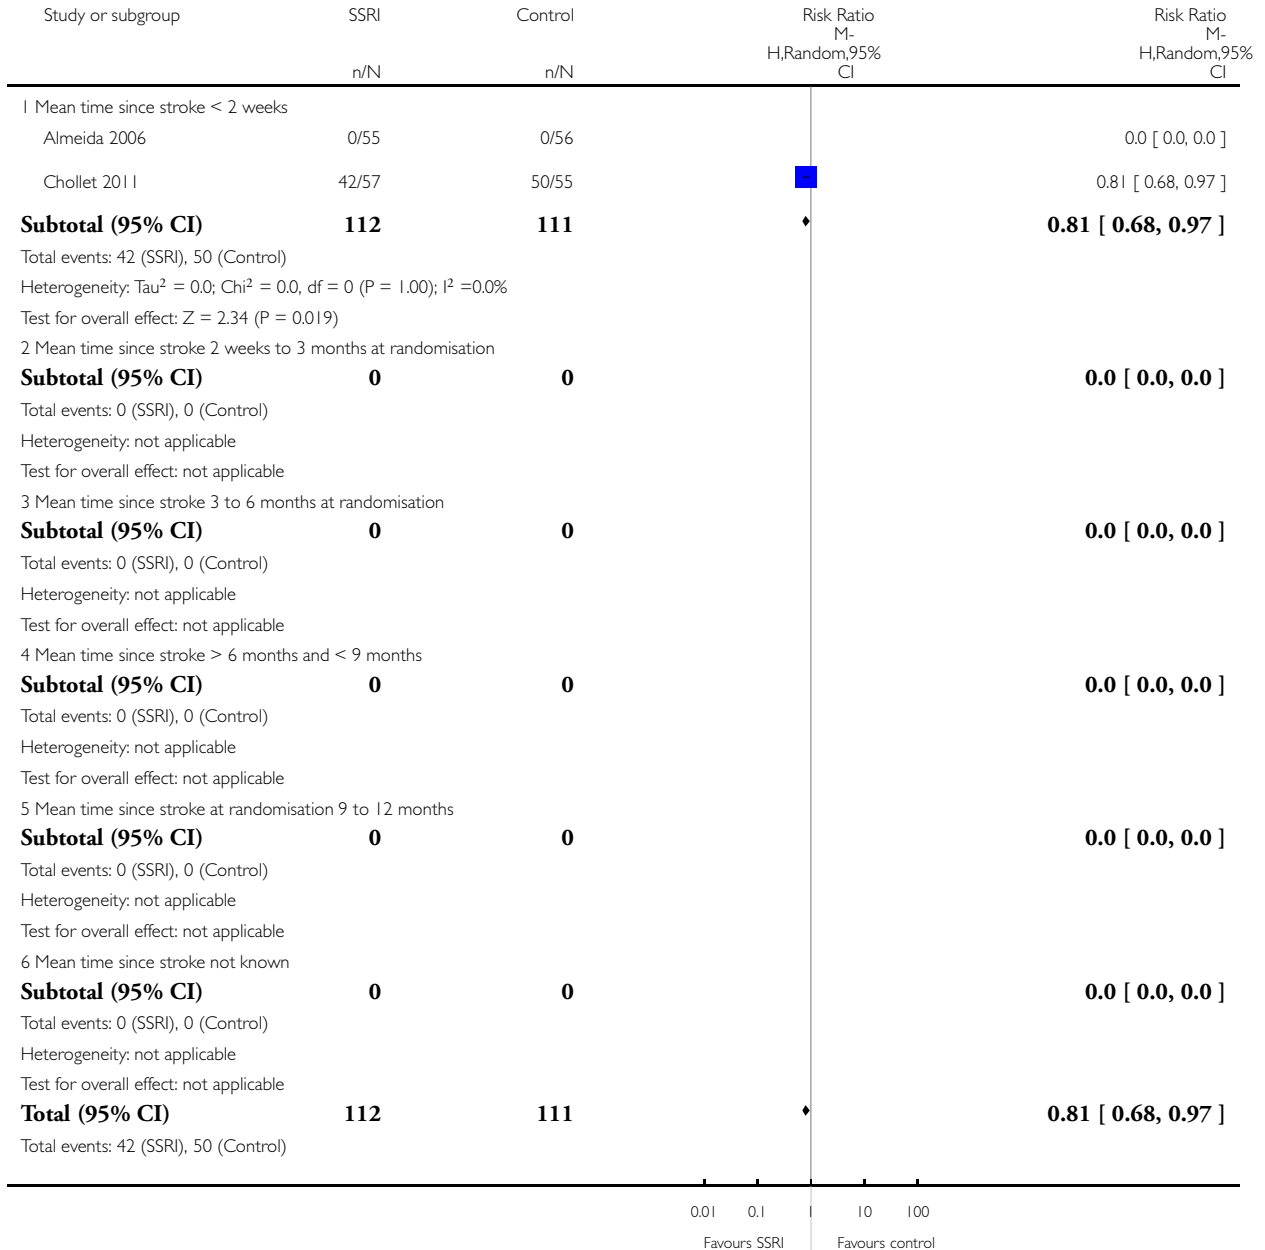 Study or subgroup SSRI Control Risk Ratio Risk Ratio
M- M-
H,Random,95% H,Random,95%
n/N n/N CI CI
1 Mean time since stroke < 2 weeks
Almeida 2006 0/55 0/56 0.0 [ 0.0, 0.0 ]
Chollet 2011 42/57 50/55 0.81 [ 0.68, 0.97 ]
Subtotal (95% CI) 112 111 0.81 [ 0.68, 0.97 ]
Total events: 42 (SSRI), 50 (Control)
Heterogeneity: Tau² = 0.0; Chi² = 0.0, df = 0 (P = 1.00); I² =0.0%
Test for overall effect: Z = 2.34 (P = 0.019)
2 Mean time since stroke 2 weeks to 3 months at randomisation
Subtotal (95% CI) 0 0 0.0 [ 0.0, 0.0 ]
Total events: 0 (SSRI), 0 (Control)
Heterogeneity: not applicable
Test for overall effect: not applicable
3 Mean time since stroke 3 to 6 months at randomisation
Subtotal (95% CI) 0 0 0.0 [ 0.0, 0.0 ]
Total events: 0 (SSRI), 0 (Control)
Heterogeneity: not applicable
Test for overall effect: not applicable
4 Mean time since stroke > 6 months and < 9 months
Subtotal (95% CI) 0 0 0.0 [ 0.0, 0.0 ]
Total events: 0 (SSRI), 0 (Control)
Heterogeneity: not applicable
Test for overall effect: not applicable
5 Mean time since stroke at randomisation 9 to 12 months
Subtotal (95% CI) 0 0 0.0 [ 0.0, 0.0 ]
Total events: 0 (SSRI), 0 (Control)
Heterogeneity: not applicable
Test for overall effect: not applicable
6 Mean time since stroke not known
Subtotal (95% CI) 0 0 0.0 [ 0.0, 0.0 ]
Total events: 0 (SSRI), 0 (Control)
Heterogeneity: not applicable
Test for overall effect: not applicable
Total (95% CI) 112 111 0.81 [ 0.68, 0.97 ]
Total events: 42 (SSRI), 50 (Control)
0.01 0.1 1 10 100
Favours SSRI Favours control